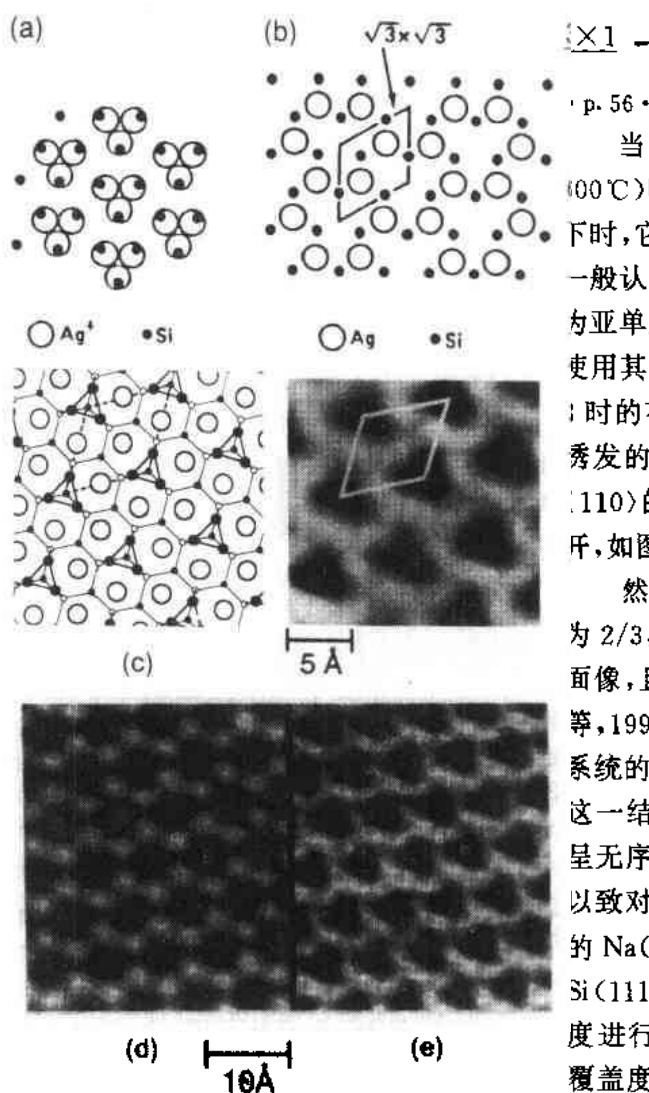 (a)
(b)
√3×√3
Ag⁺
Si
Ag
Si
(c)
5 Å
(d)
10Å
(e)
×1
p. 56
当
00℃)
下时,它
一般认
为亚单
使用其
时的
诱发的
110)的
开,如图
然
为 2/3
面像,
等,199
系统的
这一结
呈无序
以致对
的 Na(
Si(111
度进行
覆盖度